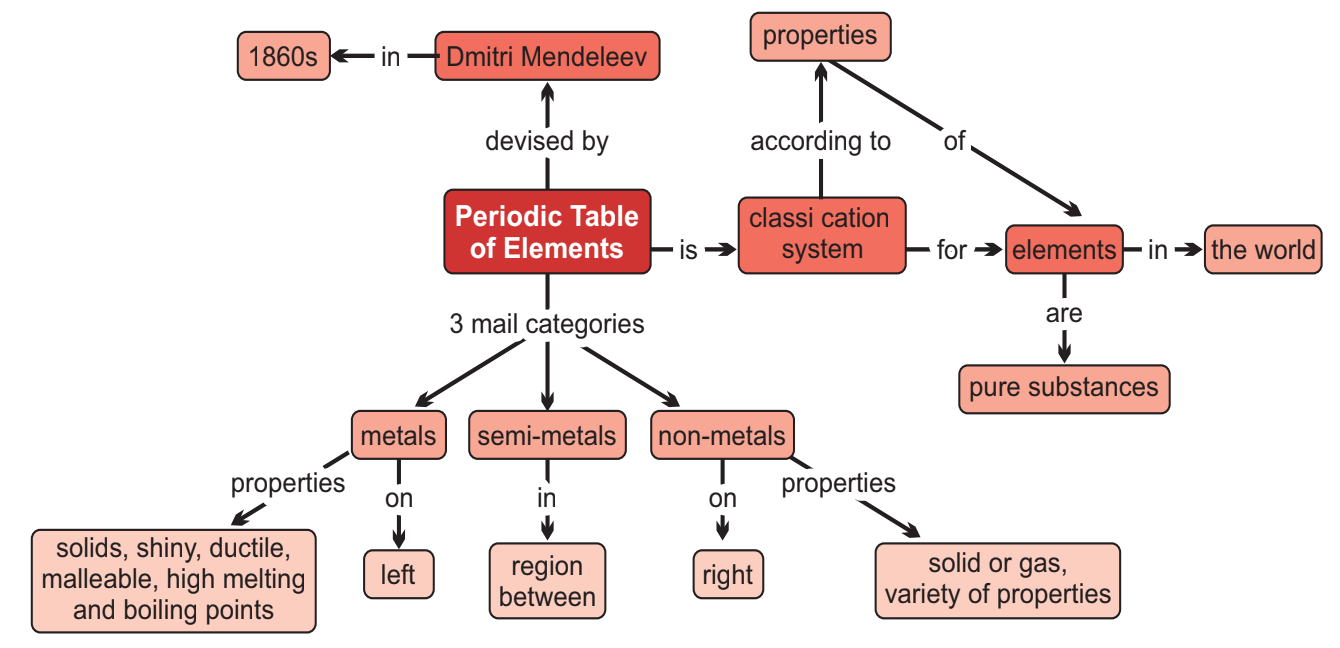 1860s
in
Dmitri Mendeleev
properties
devised by
according to
of
Periodic Table
of Elements
is
classi cation
system
for
elements
in
the world
are
pure substances
3 mail categories
metals
semi-metals
non-metals
properties
on
in
on
properties
solids, shiny, ductile,
malleable, high melting
and boiling points
left
region
between
right
solid or gas,
variety of properties